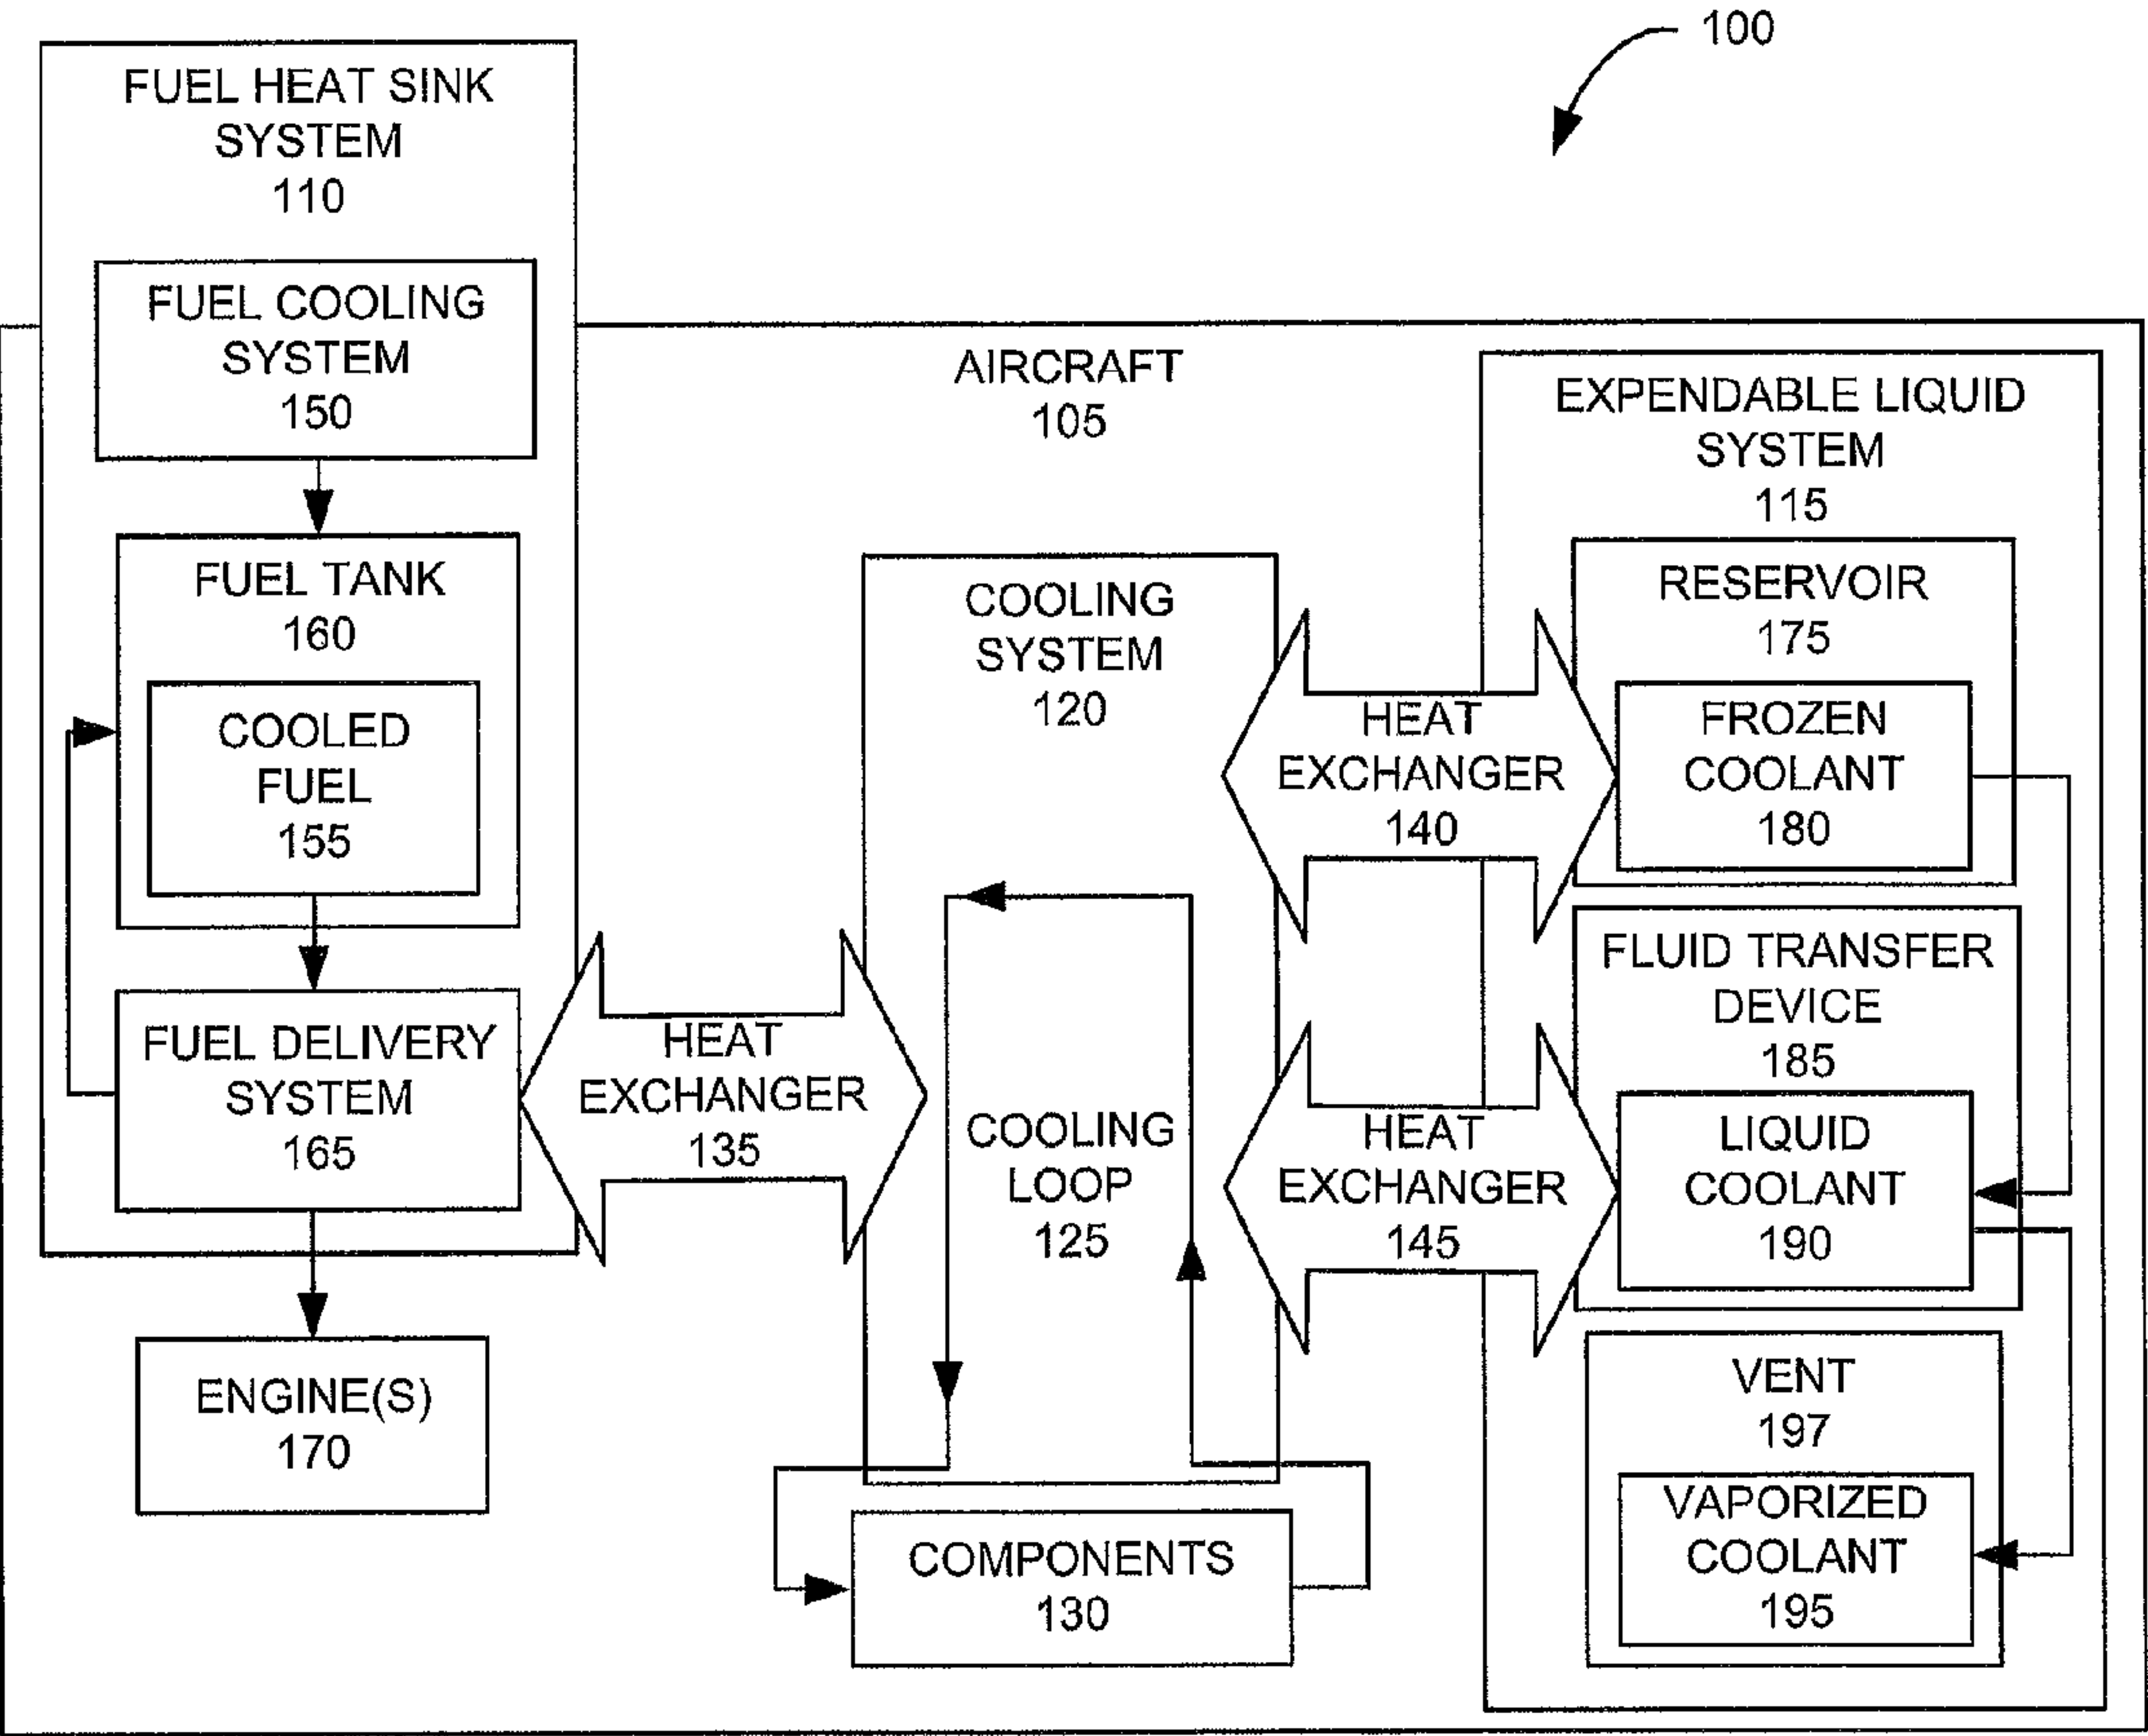 100
FUEL HEAT SINK
SYSTEM
110
FUEL COOLING
SYSTEM
150
FUEL TANK
160
COOLED
FUEL
155
FUEL DELIVERY
SYSTEM
165
ENGINE(S)
170
HEAT
EXCHANGER
135
AIRCRAFT
105
COOLING
SYSTEM
120
COOLING
LOOP
125
COMPONENTS
130
HEAT
EXCHANGER
140
HEAT
EXCHANGER
145
EXPENDABLE LIQUID
SYSTEM
115
RESERVOIR
175
FROZEN
COOLANT
180
FLUID TRANSFER
DEVICE
185
LIQUID
COOLANT
190
VENT
197
VAPORIZED
COOLANT
195